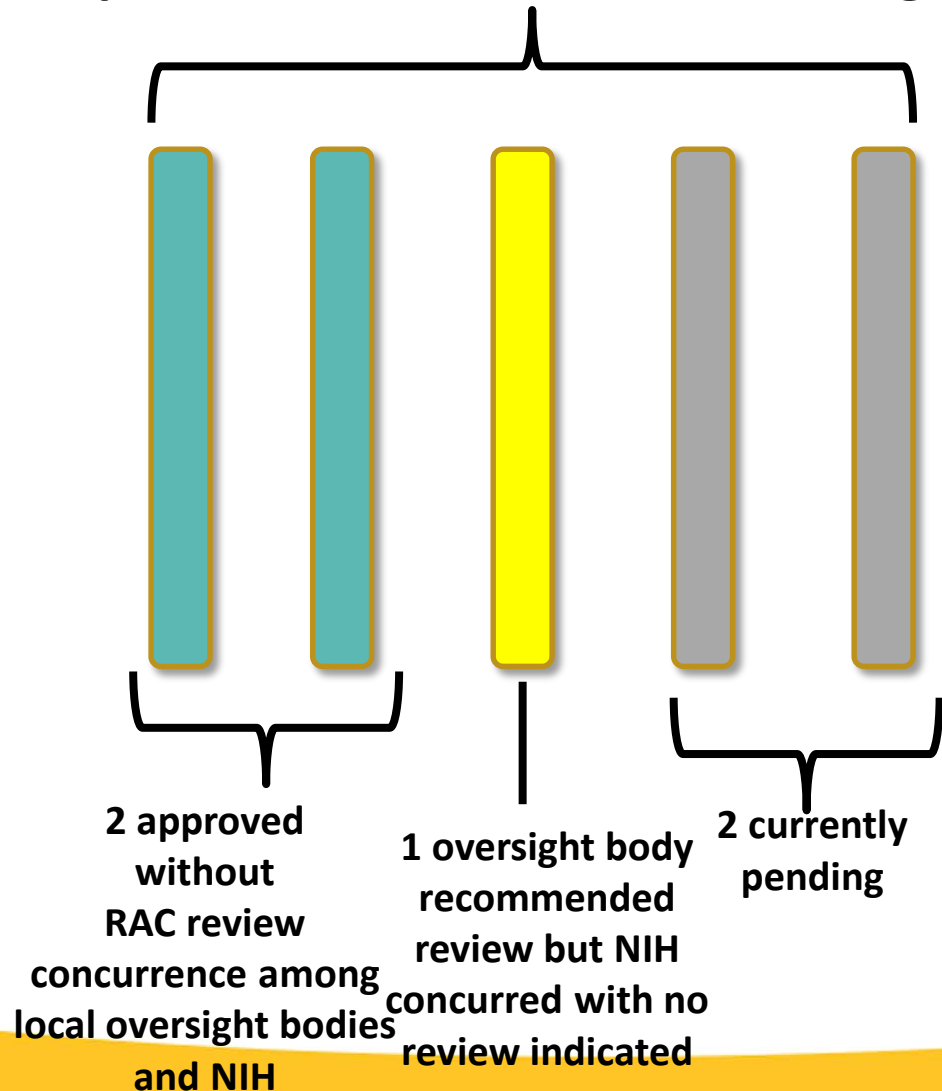 2 approved
without
RAC review
concurrence among
local oversight bodies
and NIH
1 oversight body
recommended
review but NIH
concurred with no
review indicated
2 currently
pending